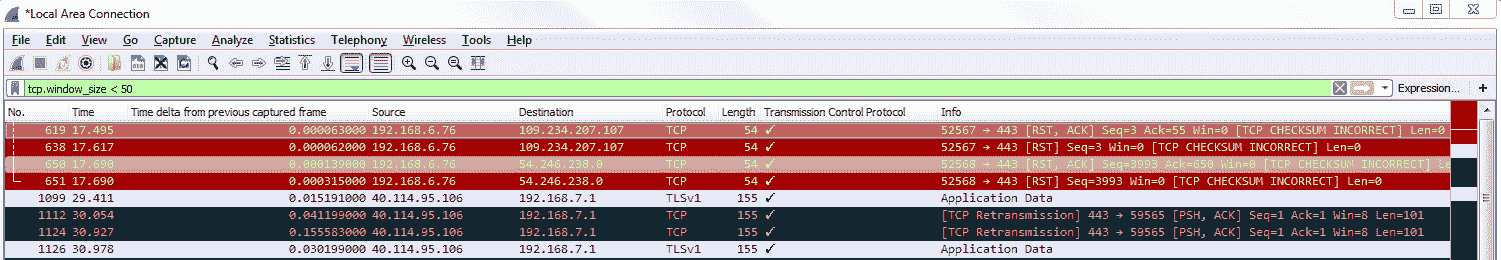 *Local Area Connection
File Edit View Go Capture Analyze Statistics Telephony Wireless Tools Help
tcp.window_size < 50 Expression... +
No. Time Time delta from previous captured frame Source Destination Protocol Length Transmission Control Protocol Info
619 17.495 0.000063000 192.168.6.76 109.234.207.107 TCP 54 ✓ 52567 → 443 [RST, ACK] Seq=3 Ack=55 Win=0 [TCP CHECKSUM INCORRECT] Len=0
638 17.617 0.000062000 192.168.6.76 109.234.207.107 TCP 54 ✓ 52567 → 443 [RST] Seq=3 Win=0 [TCP CHECKSUM INCORRECT] Len=0
650 17.690 0.000139000 192.168.6.76 54.246.238.0 TCP 54 ✓ 52568 → 443 [RST, ACK] Seq=3993 Ack=650 Win=0 [TCP CHECKSUM INCORRECT]
651 17.690 0.000315000 192.168.6.76 54.246.238.0 TCP 54 ✓ 52568 → 443 [RST] Seq=3993 Win=0 [TCP CHECKSUM INCORRECT] Len=0
1099 29.411 0.015191000 40.114.95.106 192.168.7.1 TLSv1 155 ✓ Application Data
1112 30.054 0.041199000 40.114.95.106 192.168.7.1 TCP 155 ✓ [TCP Retransmission] 443 → 59565 [PSH, ACK] Seq=1 Ack=1 Win=8 Len=101
1124 30.927 0.155583000 40.114.95.106 192.168.7.1 TCP 155 ✓ [TCP Retransmission] 443 → 59565 [PSH, ACK] Seq=1 Ack=1 Win=8 Len=101
1126 30.978 0.030199000 40.114.95.106 192.168.7.1 TLSv1 155 ✓ Application Data